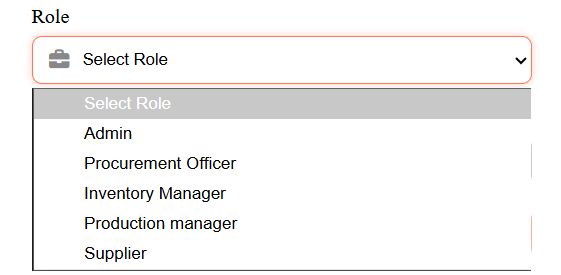 Role
Select Role
Select Role
Admin
Procurement Officer
Inventory Manager
Production manager
Supplier